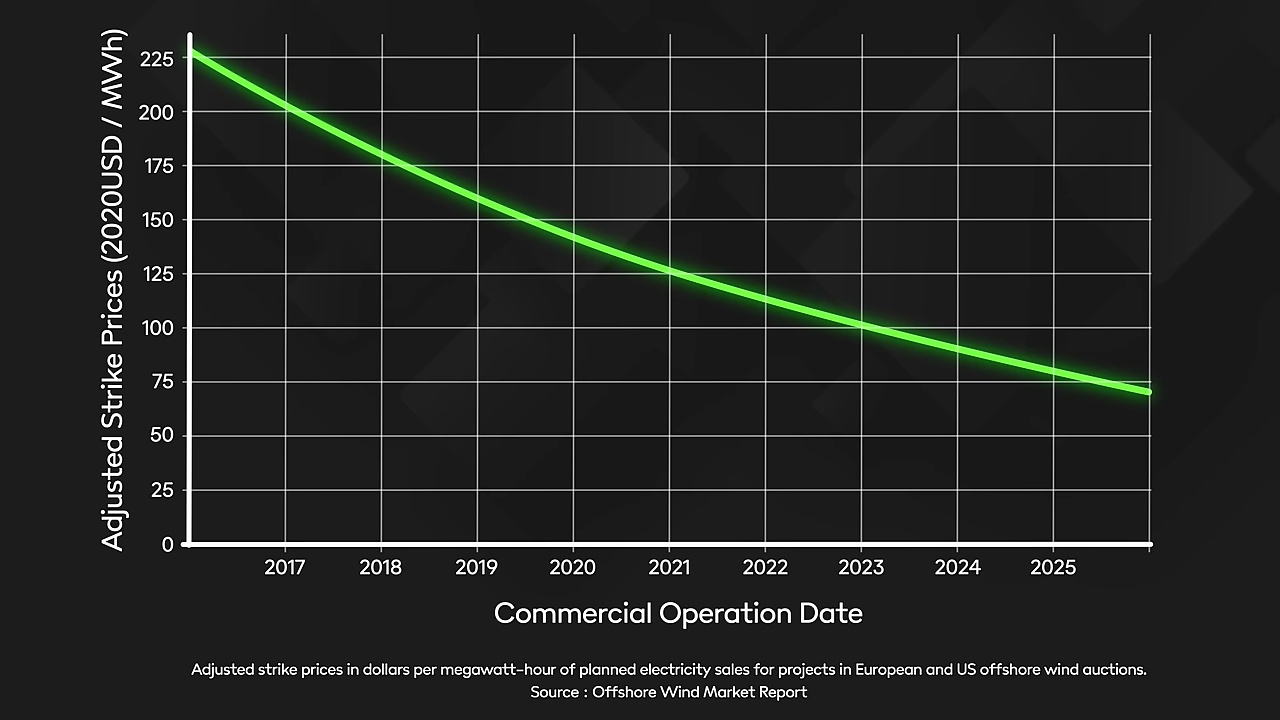 Adjusted Strike Prices (2020USD / MWh)
225
200
175
150
125
100
75
50
25
0
2017 2018 2019 2020 2021 2022 2023 2024 2025
Commercial Operation Date
Adjusted strike prices in dollars per megawatt-hour of planned electricity sales for projects in European and US offshore wind auctions.
Source : Offshore Wind Market Report